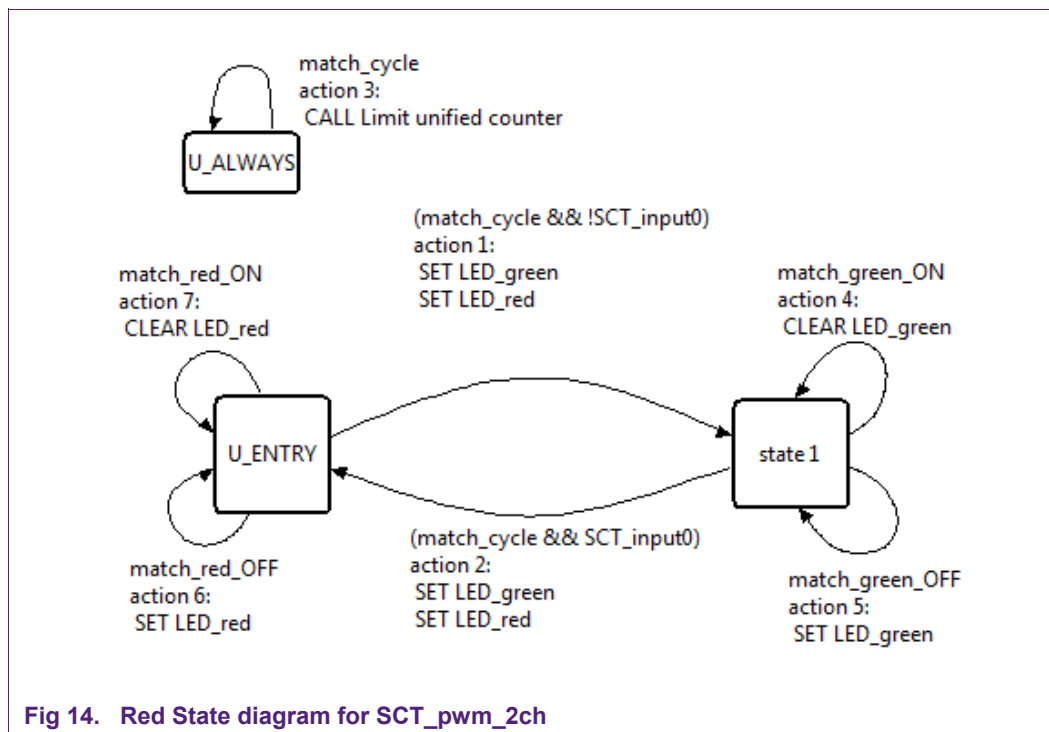 match_cycle
action 3:
CALL Limit unified counter
U_ALWAYS
(match_cycle && !SCT_input0)
action 1:
SET LED_green
SET LED_red
match_red_ON
action 7:
CLEAR LED_red
match_green_ON
action 4:
CLEAR LED_green
U_ENTRY
state 1
match_red_OFF
action 6:
SET LED_red
(match_cycle && SCT_input0)
action 2:
SET LED_green
SET LED_red
match_green_OFF
action 5:
SET LED_green
Fig 14. Red State diagram for SCT_pwm_2ch